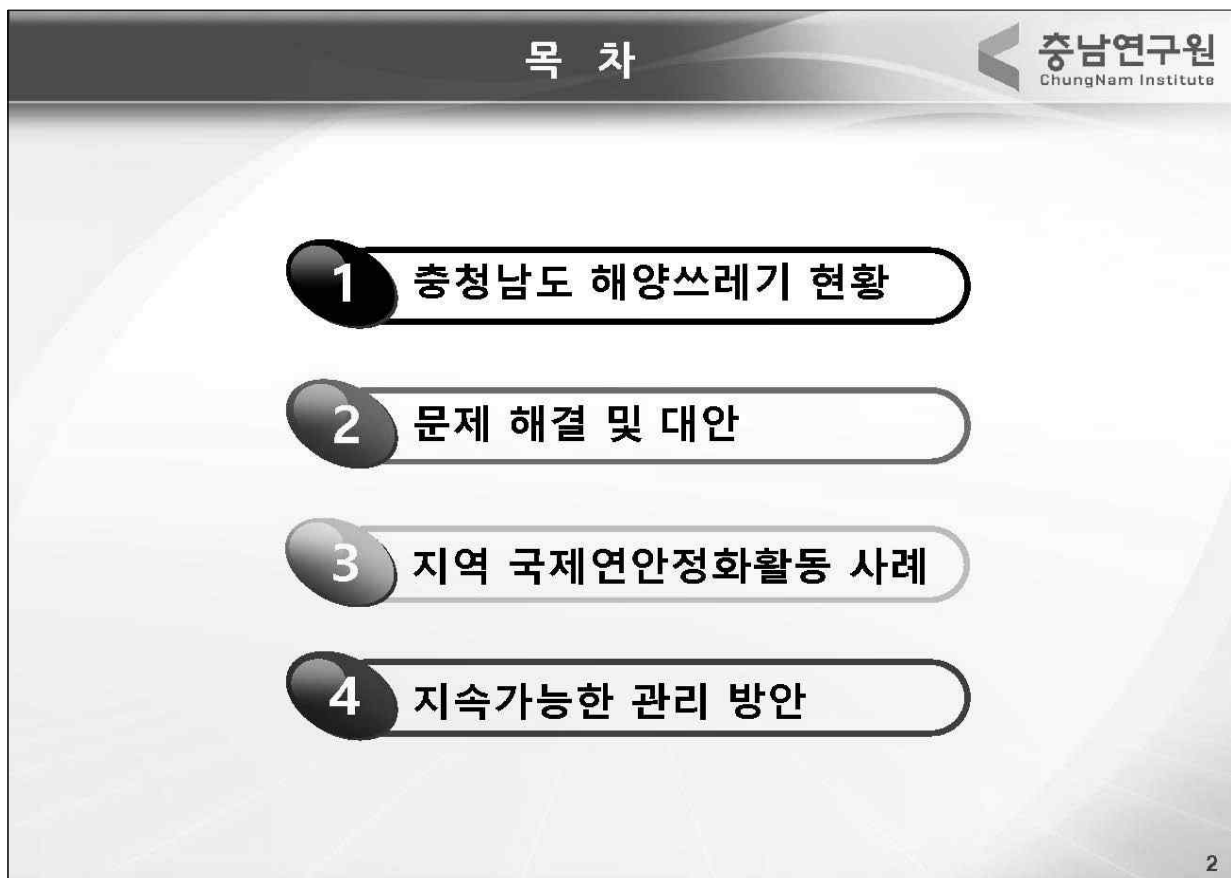 목 차
충남연구원
ChungNam Institute
1 충청남도 해양쓰레기 현황
2 문제 해결 및 대안
3 지역 국제연안정화활동 사례
4 지속가능한 관리 방안
2